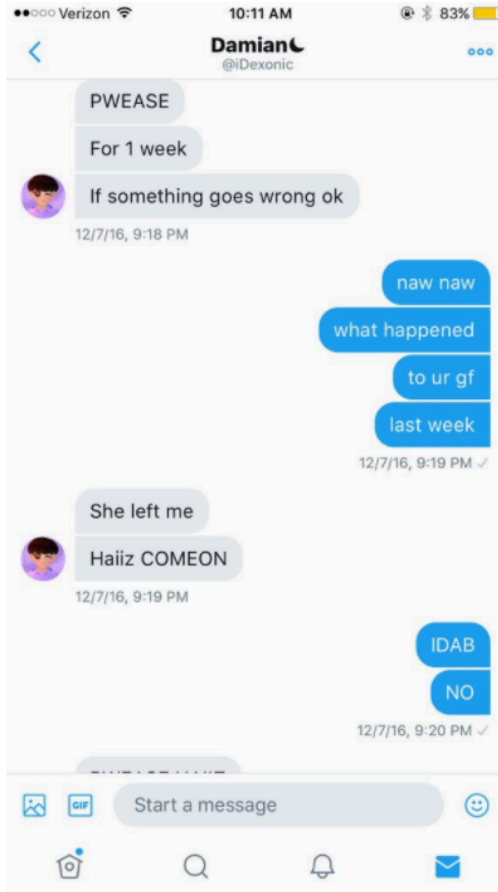 Verizon 10:11 AM 83%
Damian
@iDexonic
PWEASE
For 1 week
If something goes wrong ok
12/7/16, 9:18 PM
naw naw
what happened
to ur gf
last week
12/7/16, 9:19 PM
She left me
Haiiz COMEON
12/7/16, 9:19 PM
IDAB
NO
12/7/16, 9:20 PM
GIF Start a message